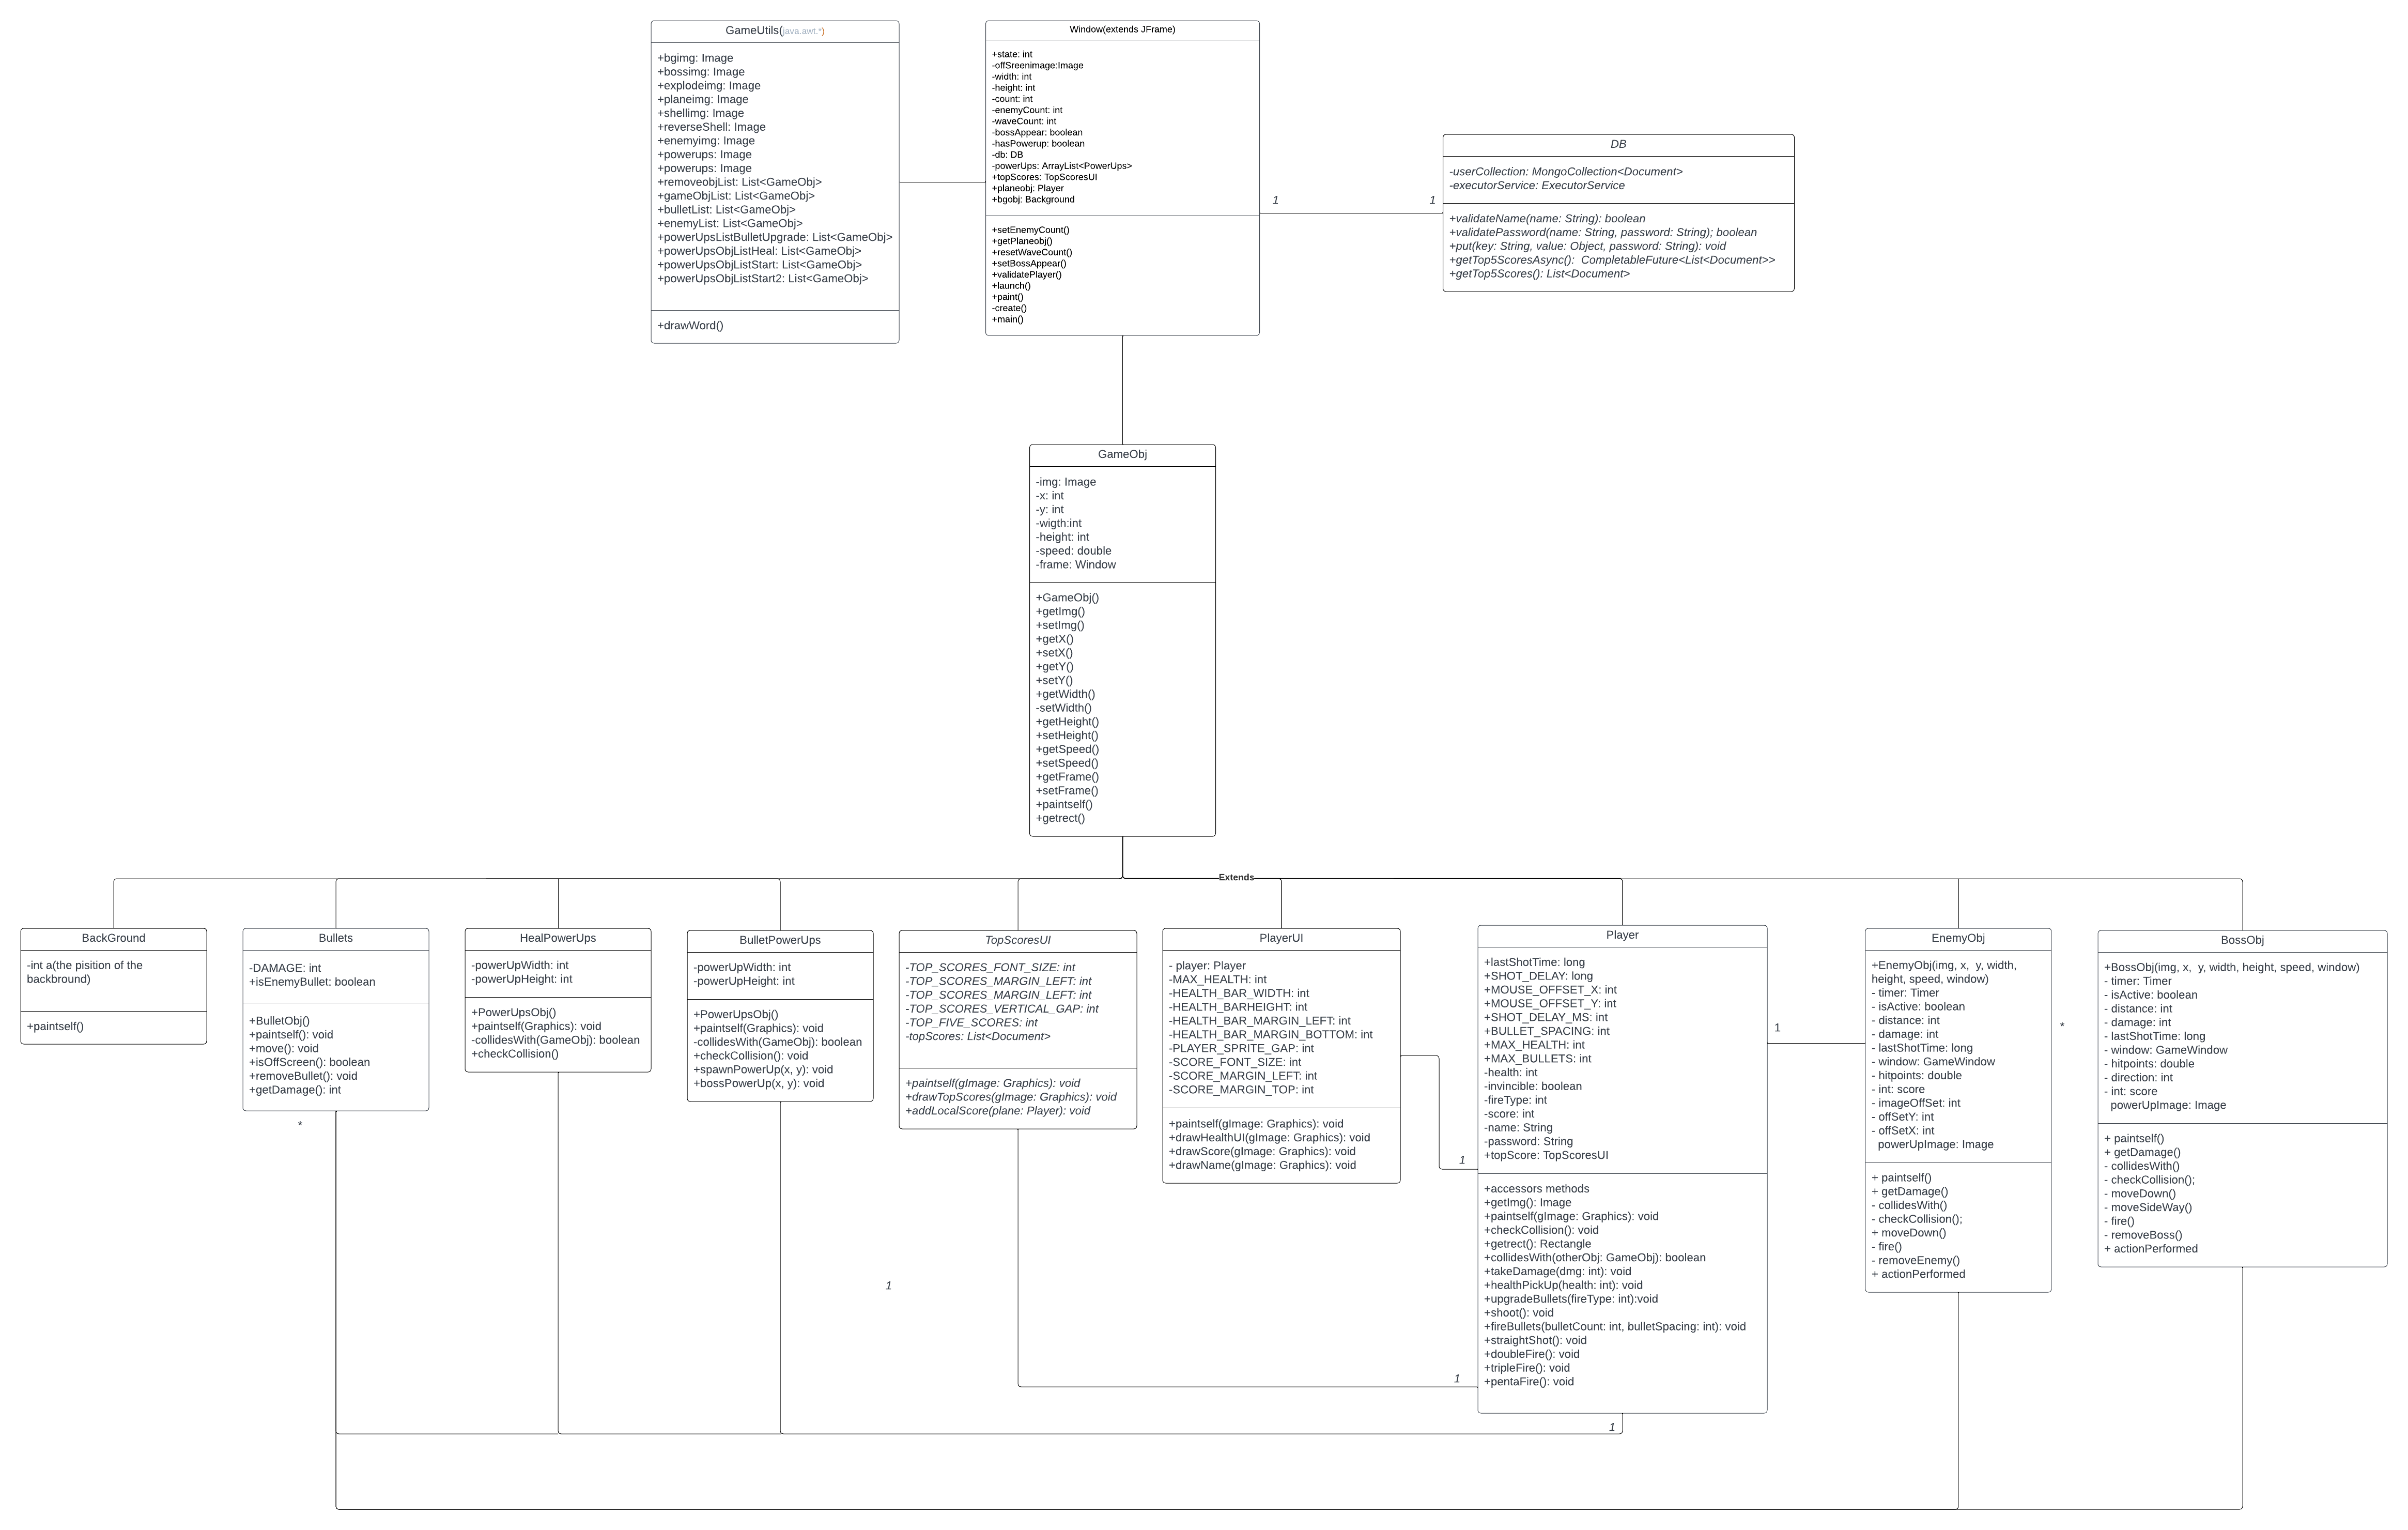 GameUtils(java.awt.*)
+bgimg: Image
+bossimg: Image
+explodeimg: Image
+planeimg: Image
+shellimg: Image
+reverseShell: Image
+enemyimg: Image
+powerups: Image
+powerups: Image
+removeobjList: List<GameObj>
+gameObjList: List<GameObj>
+bulletList: List<GameObj>
+enemyList: List<GameObj>
+powerUpsListBulletUpgrade: List<GameObj>
+powerUpsObjListHeal: List<GameObj>
+powerUpsObjListStart: List<GameObj>
+powerUpsObjListStart2: List<GameObj>
+drawWord()
Window(extends JFrame)
+state: int
-offSreenimage:Image
-width: int
-height: int
-count: int
-enemyCount: int
-waveCount: int
-bossAppear: boolean
-hasPowerup: boolean
-db: DB
-powerUps: ArrayList<PowerUps>
+topScores: TopScoresUI
+planeobj: Player
+bgobj: Background
+setEnemyCount()
+getPlaneobj()
+resetWaveCount()
+setBossAppear()
+validatePlayer()
+launch()
+paint()
-create()
+main()
1
1
DB
-userCollection: MongoCollection<Document>
-executorService: ExecutorService
+validateName(name: String): boolean
+validatePassword(name: String, password: String); boolean
+put(key: String, value: Object, password: String): void
+getTop5ScoresAsync():  CompletableFuture<List<Document>>
+getTop5Scores(): List<Document>
GameObj
-img: Image
-x: int
-y: int
-wigth:int
-height: int
-speed: double
-frame: Window
+GameObj()
+getImg()
+setImg()
+getX()
+setX()
+getY()
+setY()
+getWidth()
-setWidth()
+getHeight()
+setHeight()
+getSpeed()
+setSpeed()
+getFrame()
+setFrame()
+paintself()
+getrect()
Extends
BackGround
-int a(the pisition of the
backbround)
+paintself()
Bullets
-DAMAGE: int
+isEnemyBullet: boolean
+BulletObj()
+paintself(): void
+move(): void
+isOffScreen(): boolean
+removeBullet(): void
+getDamage(): int
*
HealPowerUps
-powerUpWidth: int
-powerUpHeight: int
+PowerUpsObj()
+paintself(Graphics): void
-collidesWith(GameObj): boolean
+checkCollision()
BulletPowerUps
-powerUpWidth: int
-powerUpHeight: int
+PowerUpsObj()
+paintself(Graphics): void
-collidesWith(GameObj): boolean
+checkCollision(): void
+spawnPowerUp(x, y): void
+bossPowerUp(x, y): void
TopScoresUI
-TOP_SCORES_FONT_SIZE: int
-TOP_SCORES_MARGIN_LEFT: int
-TOP_SCORES_MARGIN_LEFT: int
-TOP_SCORES_VERTICAL_GAP: int
-TOP_FIVE_SCORES: int
-topScores: List<Document>
+paintself(gImage: Graphics): void
+drawTopScores(gImage: Graphics): void
+addLocalScore(plane: Player): void
1
PlayerUI
- player: Player
-MAX_HEALTH: int
-HEALTH_BAR_WIDTH: int
-HEALTH_BARHEIGHT: int
-HEALTH_BAR_MARGIN_LEFT: int
-HEALTH_BAR_MARGIN_BOTTOM: int
-PLAYER_SPRITE_GAP: int
-SCORE_FONT_SIZE: int
-SCORE_MARGIN_LEFT: int
-SCORE_MARGIN_TOP: int
+paintself(gImage: Graphics): void
+drawHealthUI(gImage: Graphics): void
+drawScore(gImage: Graphics): void
+drawName(gImage: Graphics): void
1
1
Player
+lastShotTime: long
+SHOT_DELAY: long
+MOUSE_OFFSET_X: int
+MOUSE_OFFSET_Y: int
+SHOT_DELAY_MS: int
+BULLET_SPACING: int
+MAX_HEALTH: int
+MAX_BULLETS: int
-health: int
-invincible: boolean
-fireType: int
-score: int
-name: String
-password: String
+topScore: TopScoresUI
+accessors methods
+getImg(): Image
+paintself(gImage: Graphics): void
+checkCollision(): void
+getrect(): Rectangle
+collidesWith(otherObj: GameObj): boolean
+takeDamage(dmg: int): void
+healthPickUp(health: int): void
+upgradeBullets(fireType: int):void
+shoot(): void
+fireBullets(bulletCount: int, bulletSpacing: int): void
+straightShot(): void
+doubleFire(): void
+tripleFire(): void
+pentaFire(): void
1
1
EnemyObj
+EnemyObj(img, x,  y, width,
height, speed, window)
- timer: Timer
- isActive: boolean
- distance: int
- damage: int
- lastShotTime: long
- window: GameWindow
- hitpoints: double
- int: score
- imageOffSet: int
- offSetY: int
- offSetX: int
powerUpImage: Image
+ paintself()
+ getDamage()
- collidesWith()
- checkCollision();
+ moveDown()
- fire()
- removeEnemy()
+ actionPerformed
*
BossObj
+BossObj(img, x,  y, width, height, speed, window)
- timer: Timer
- isActive: boolean
- distance: int
- damage: int
- lastShotTime: long
- window: GameWindow
- hitpoints: double
- direction: int
- int: score
powerUpImage: Image
+ paintself()
+ getDamage()
- collidesWith()
- checkCollision();
- moveDown()
- moveSideWay()
- fire()
- removeBoss()
+ actionPerformed